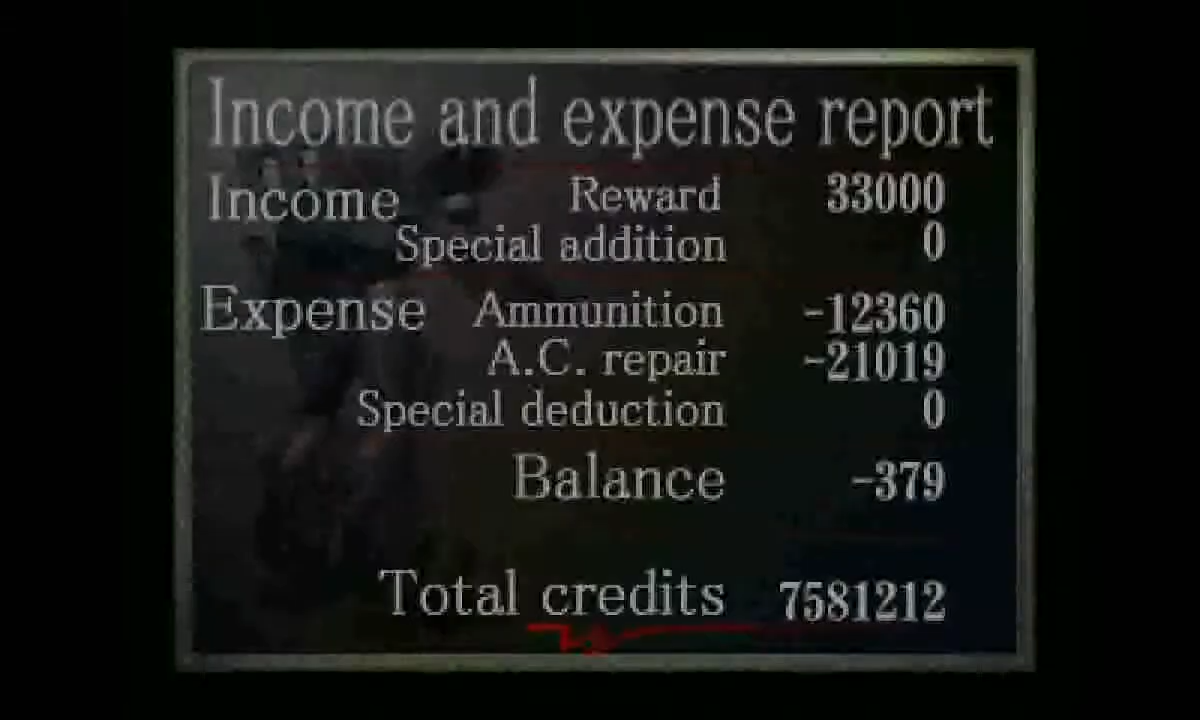 Income and expense report
Income Reward 33000
Special addition 0
Expense Ammunition -12360
A.C. repair -21019
Special deduction 0
Balance -379
Total credits 7581212